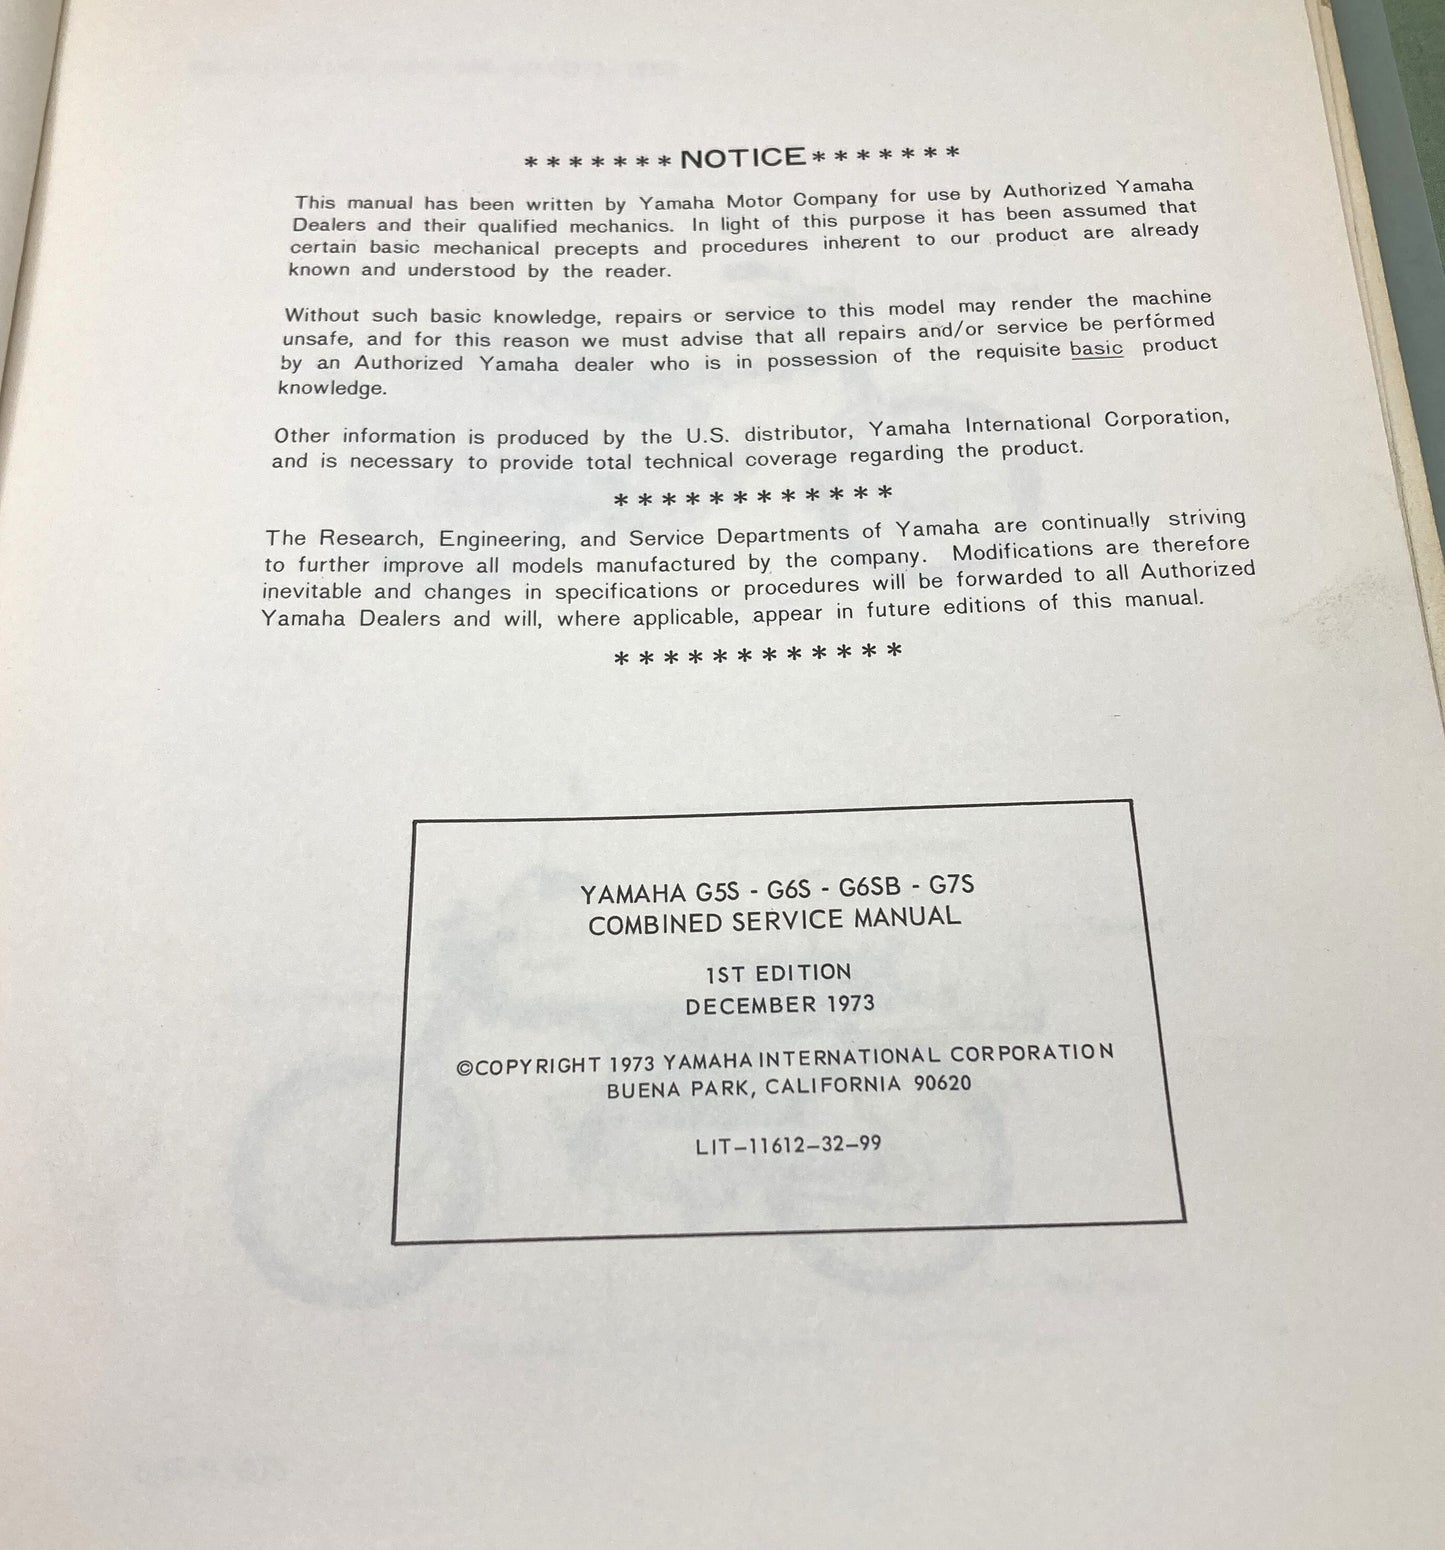 *******NOTICE*******
This manual has been written by Yamaha Motor Company for use by Authorized Yamaha
Dealers and their qualified mechanics. In light of this purpose it has been assumed that
certain basic mechanical precepts and procedures inherent to our product are already
known and understood by the reader.
Without such basic knowledge, repairs or service to this model may render the machine
unsafe, and for this reason we must advise that all repairs and/or service be performed
by an Authorized Yamaha dealer who is in possession of the requisite basic product
knowledge.
Other information is produced by the U.S. distributor, Yamaha International Corporation,
and is necessary to provide total technical coverage regarding the product.
************
The Research, Engineering, and Service Departments of Yamaha are continually striving
to further improve all models manufactured by the company. Modifications are therefore
inevitable and changes in specifications or procedures will be forwarded to all Authorized
Yamaha Dealers and will, where applicable, appear in future editions of this manual.
************
YAMAHA G5S - G6S - G6SB - G7S
COMBINED SERVICE MANUAL
1ST EDITION
DECEMBER 1973
©COPYRIGHT 1973 YAMAHA INTERNATIONAL CORPORATION
BUENA PARK, CALIFORNIA 90620
LIT-11612-32-99